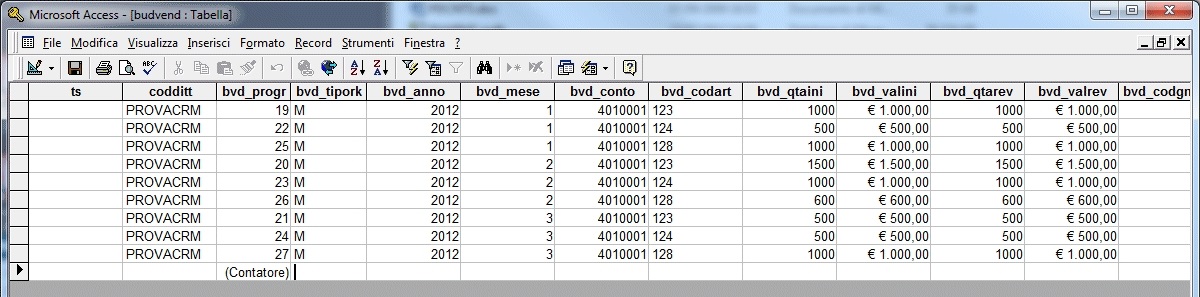 Microsoft Access - [budvend : Tabella]
File Modifica Visualizza Inserisci Formato Record Strumenti Finestra ?
ts codditt bvd_progr bvd_tipork bvd_anno bvd_mese bvd_conto bvd_codart bvd_qtaini bvd_valini bvd_qtarev bvd_valrev bvd_codgn
PROVACRM 19 M 2012 1 4010001 123 1000 € 1.000,00 1000 € 1.000,00
PROVACRM 22 M 2012 1 4010001 124 500 € 500,00 500 € 500,00
PROVACRM 25 M 2012 1 4010001 128 1000 € 1.000,00 1000 € 1.000,00
PROVACRM 20 M 2012 2 4010001 123 1500 € 1.500,00 1500 € 1.500,00
PROVACRM 23 M 2012 2 4010001 124 1000 € 1.000,00 1000 € 1.000,00
PROVACRM 26 M 2012 2 4010001 128 600 € 600,00 600 € 600,00
PROVACRM 21 M 2012 3 4010001 123 500 € 500,00 500 € 500,00
PROVACRM 24 M 2012 3 4010001 124 500 € 500,00 500 € 500,00
PROVACRM 27 M 2012 3 4010001 128 1000 € 1.000,00 1000 € 1.000,00
(Contatore)